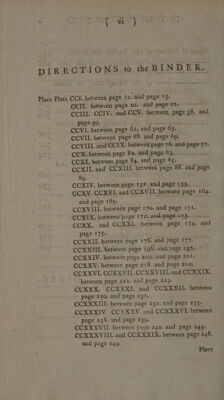 ( vi )
DIRECTIONS to the BINDER.
Place Plate CCI. between page 12. and page 13.
CCII. between page 20. and page 21.
CCIII. CCIV. and CCV. between page 38. and
page 39.
CCVI. between page 62, and page 63.
CCVII. between page 68. and page 69.
CCVIII. and CCIX. between page 76. and page 77.
CCX. between page 82. and page 83.
CCXI. between page 84. and page 85.
CCXII. and CCXIII. between page 88. and page
89.
CCXIV. between page 132. and page 133.
CCXV. CCXVI. and CCXVII. between page 164.
and page 165.
CCXVIII. between page 170. and page 171.
CCXIX. between page 172. and page 173.
CCXX. and CCXXI. between page 174. and
page 175.
CCXXII. between page 176. and page 177.
CCXXIII. between page 196. and page 197.
CCXXIV. between page 200. and page 201.
CCXXV. between page 218. and page 219.
CCXXVI. CCXXVII. CCXXVIII. and CCXXIX.
between page 222. and page 223.
CCXXX. CCXXXI. and CCXXXII. between
page 230. and page 231.
CCXXXIII. between page 232. and page 233.
CCXXXIV. CCXXXV. and CCXXXVI. between
page 238. and page 239.
CCXXXVII. between page 242. and page 243.
CCXXXVIII. and CCXXXIX. between page 248.
and page 249.
Place